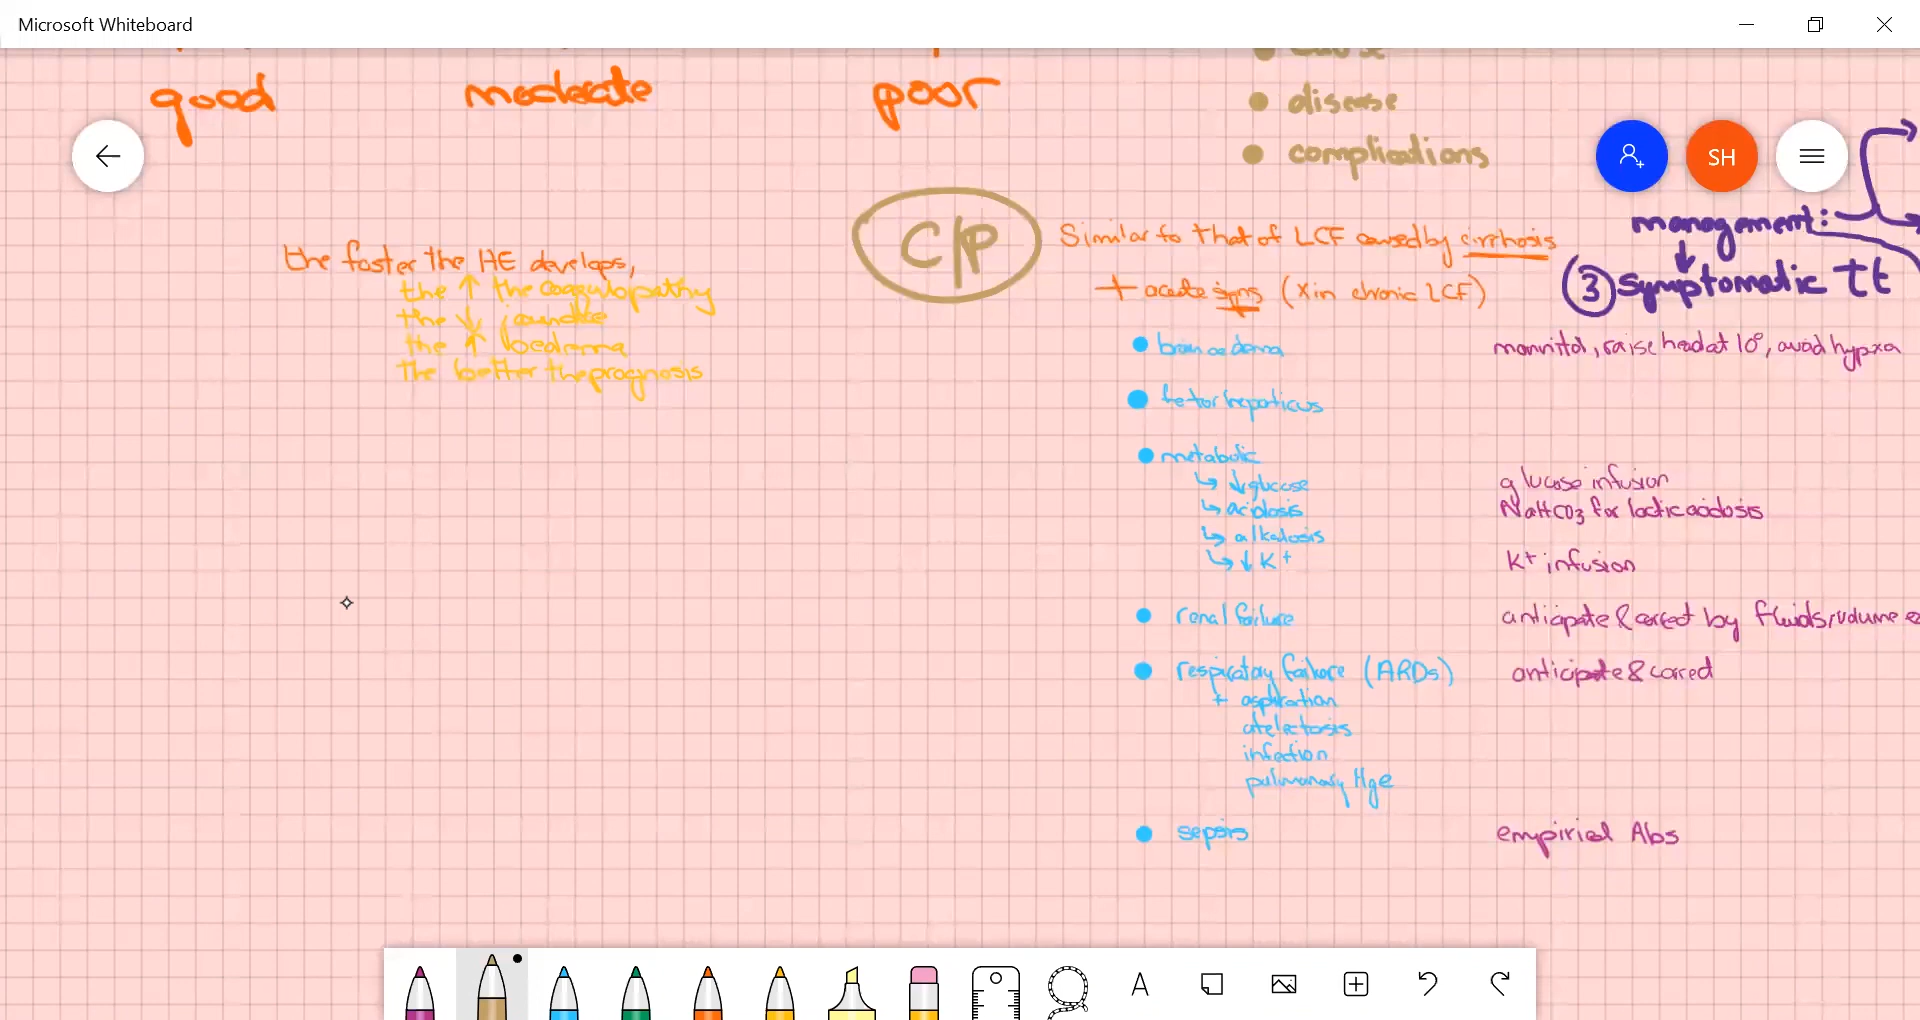 Microsoft Whiteboard
good moderate poor
cause
disease
complications
SH
management:
③ symptomatic tt
C/P
Similar to that of LCF caused by cirrhosis
+ acute signs (X in chronic LCF)
the faster the HE develops,
the ↑ the coagulopathy
the ↓ jaundice
the ↑ oedema
the better the prognosis
brain oedema mannitol, raise head at 10°, avoid hypxa
fetor hepaticus
metabolic
↳ ↓ glucose glucose infusion
↳ acidosis NaHCO3 for lactic acidosis
↳ alkalosis
↳ ↓ K+ K+ infusion
renal failure anticipate & correct by fluids/volume
respiratory failure (ARDs) anticipate & correct
+ aspiration
atelectasis
infection
pulmonary Hge
sepsis empirical Abs